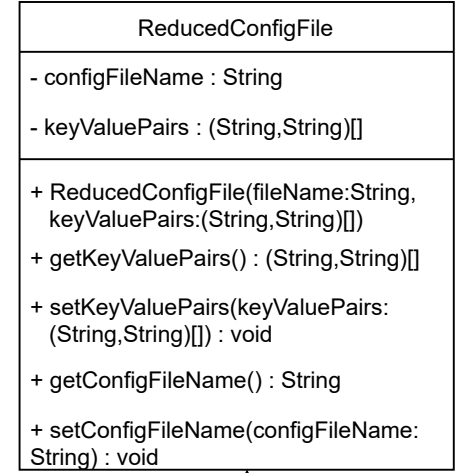 ReducedConfigFile
- configFileName : String
- keyValuePairs : (String,String)[]
+ ReducedConfigFile(fileName:String,
keyValuePairs:(String,String)[])
+ getKeyValuePairs() : (String,String)[]
+ setKeyValuePairs(keyValuePairs:
(String,String)[]) : void
+ getConfigFileName() : String
+ setConfigFileName(configFileName:
String) : void